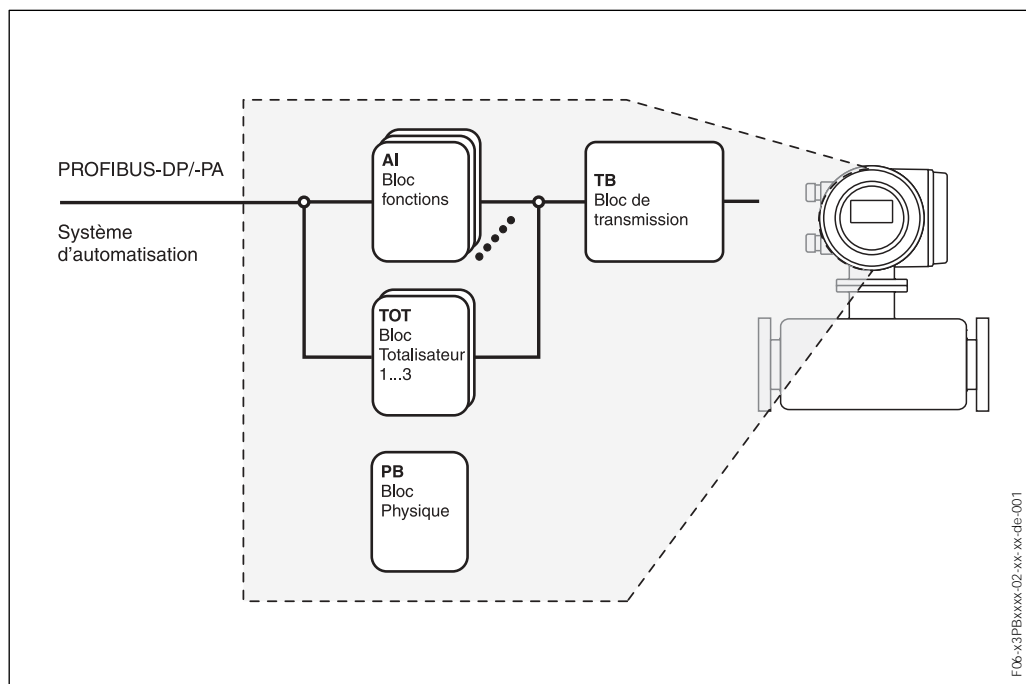 PROFIBUS-DP/-PA
Système
d'automatisation
AI
Bloc
fonctions
TB
Bloc de
transmission
TOT
Bloc
Totalisateur
1...3
PB
Bloc
Physique
F06-x3PBxxxx-02-xx-xx-de-001